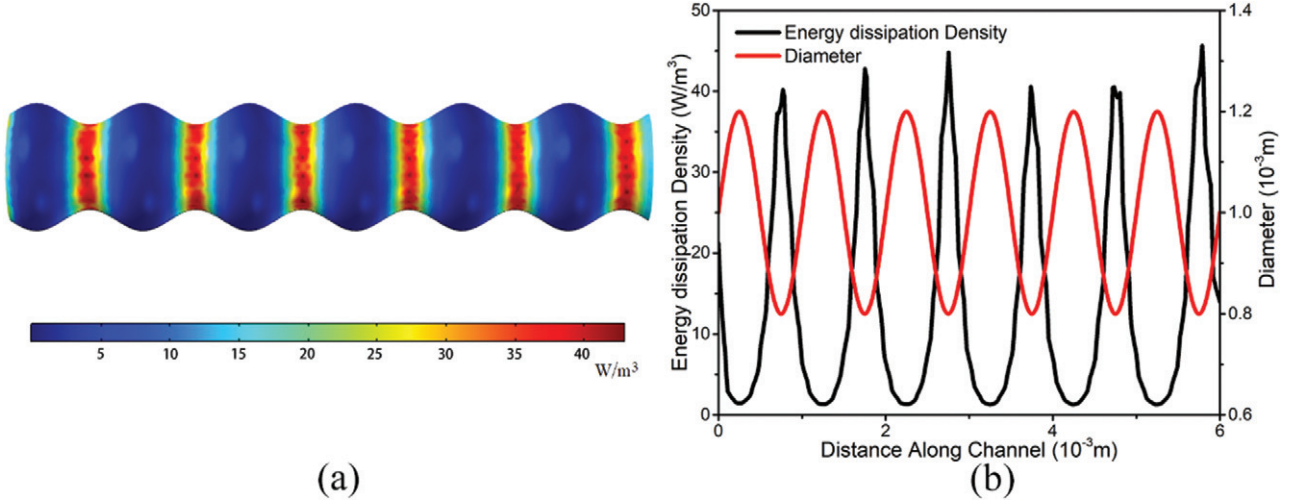 5 10 15 20 25 30 35 40
W/m³
(a)
Energy dissipation Density (W/m³)
50
40
30
20
10
0
Energy dissipation Density
Diameter
1.4
1.2
1.0
0.8
0.6
Diameter (10⁻³m)
0 2 4 6
Distance Along Channel (10⁻³m)
(b)